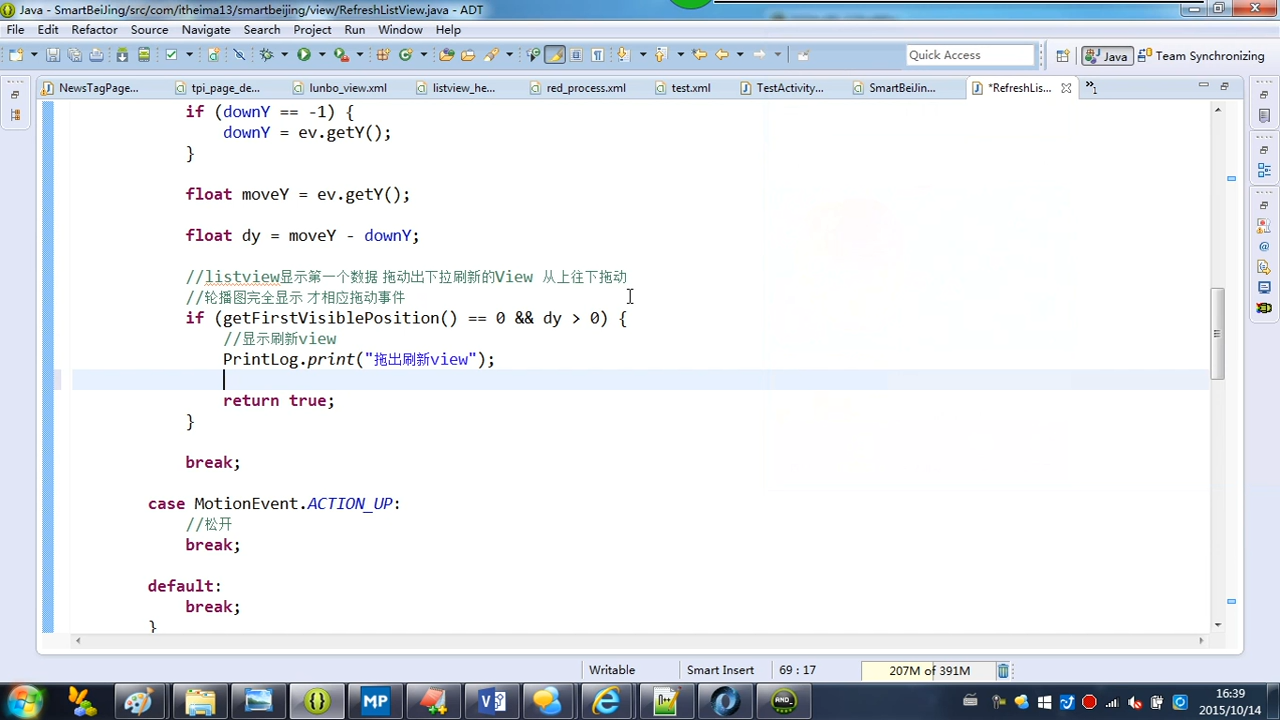 Java - SmartBeiJing/src/com/itheima13/smartbeijing/view/RefreshListView.java - ADT
File Edit Refactor Source Navigate Search Project Run Window Help
Quick Access
Java
Team Synchronizing
NewsTagPage...
tpi_page_de...
lunbo_view.xml
listview_he...
red_process.xml
test.xml
TestActivity...
SmartBeiJin...
*RefreshLis...
»1
if (downY == -1) {
downY = ev.getY();
}
float moveY = ev.getY();
float dy = moveY - downY;
//listview显示第一个数据 拖动出下拉刷新的View 从上往下拖动
//轮播图完全显示 才相应拖动事件
if (getFirstVisiblePosition() == 0 && dy > 0) {
//显示刷新view
PrintLog.print("拖出刷新view");
return true;
}
break;
case MotionEvent.ACTION_UP:
//松开
break;
default:
break;
}
Writable
Smart Insert
69 : 17
207M of 391M
MP
16:39
2015/10/14